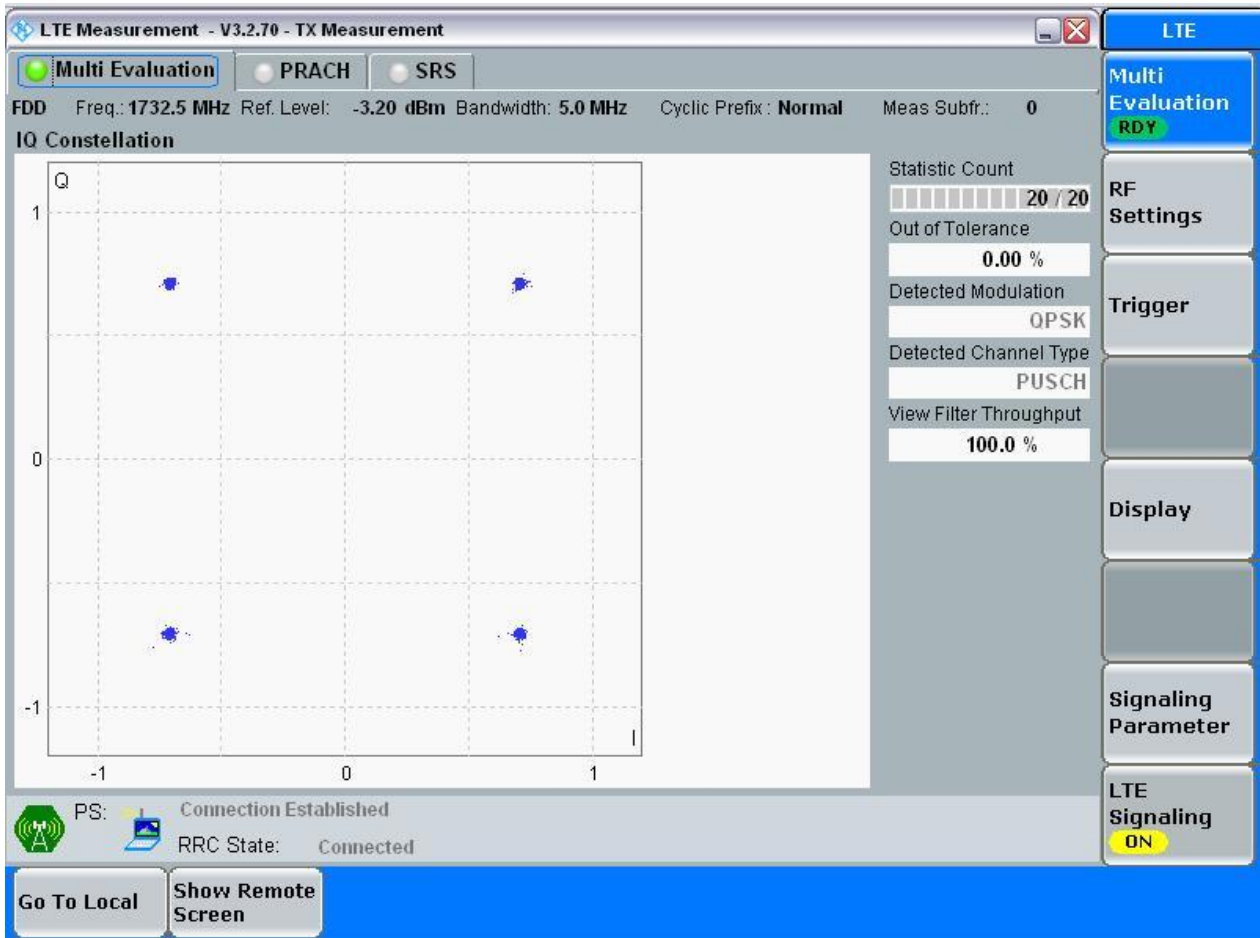 LTE Measurement - V3.2.70 - TX Measurement
LTE
Multi Evaluation PRACH SRS
FDD Freq.: 1732.5 MHz Ref. Level: -3.20 dBm Bandwidth: 5.0 MHz Cyclic Prefix : Normal Meas Subfr.: 0
IQ Constellation
Q
1
0
-1
-1 0 1
I
Statistic Count
20 / 20
Out of Tolerance
0.00 %
Detected Modulation
QPSK
Detected Channel Type
PUSCH
View Filter Throughput
100.0 %
Multi
Evaluation
RDY
RF
Settings
Trigger
Display
Signaling
Parameter
LTE
Signaling
ON
PS: Connection Established
RRC State: Connected
Go To Local
Show Remote
Screen